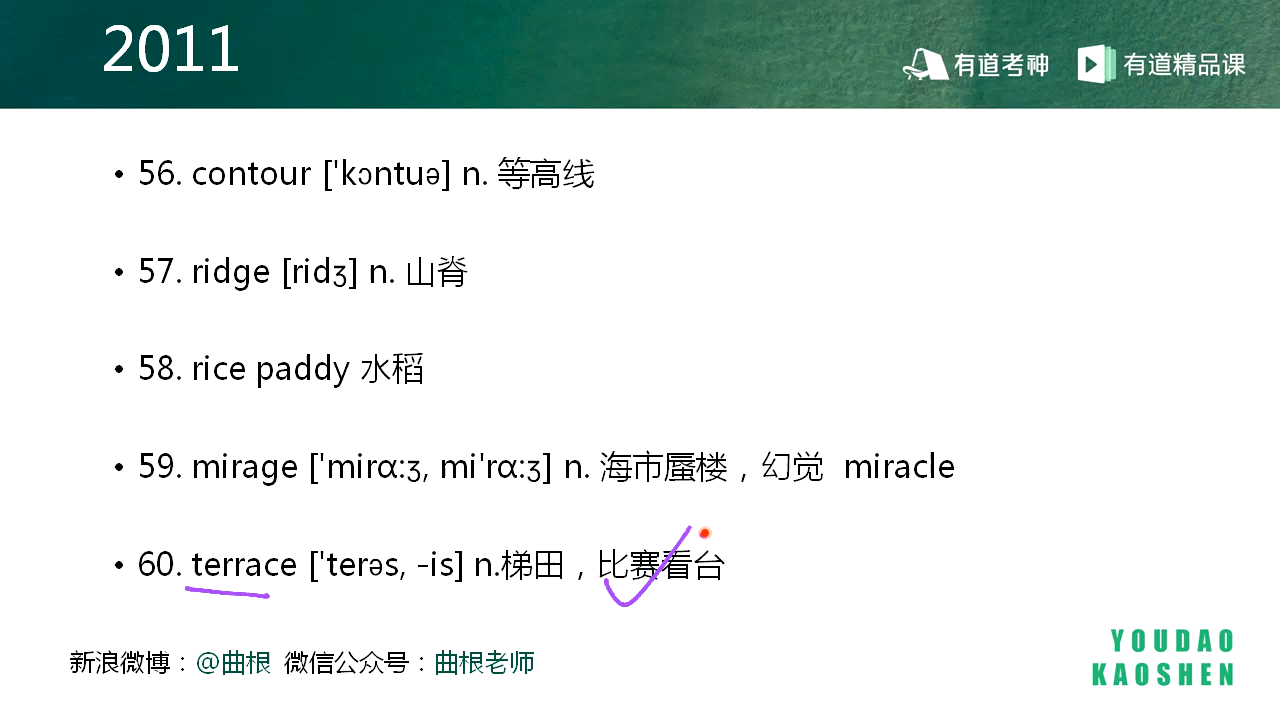 2011
有道考神
有道精品课
• 56. contour ['kɔntuə] n. 等高线
• 57. ridge [ridʒ] n. 山脊
• 58. rice paddy 水稻
• 59. mirage ['mirɑ:ʒ, mi'rɑ:ʒ] n. 海市蜃楼，幻觉 miracle
• 60. terrace ['terəs, -is] n.梯田，比赛看台
YOUDAO
KAOSHEN
新浪微博：@曲根 微信公众号：曲根老师